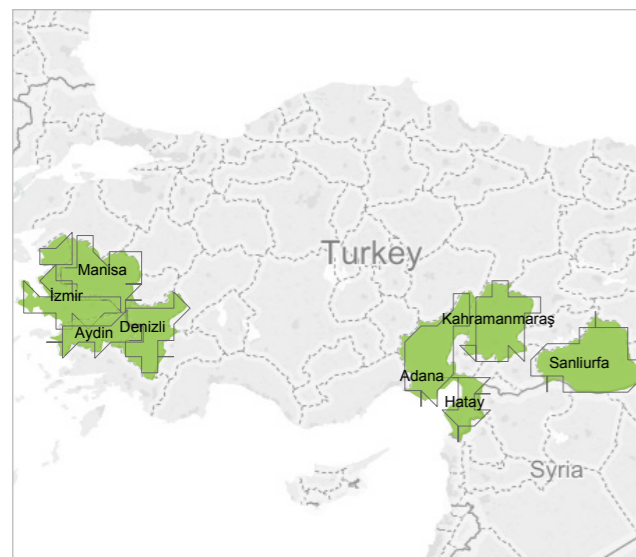 Turkey
Manisa
İzmir
Aydin
Denizli
Kahramanmaraş
Adana
Sanliurfa
Hatay
Syria